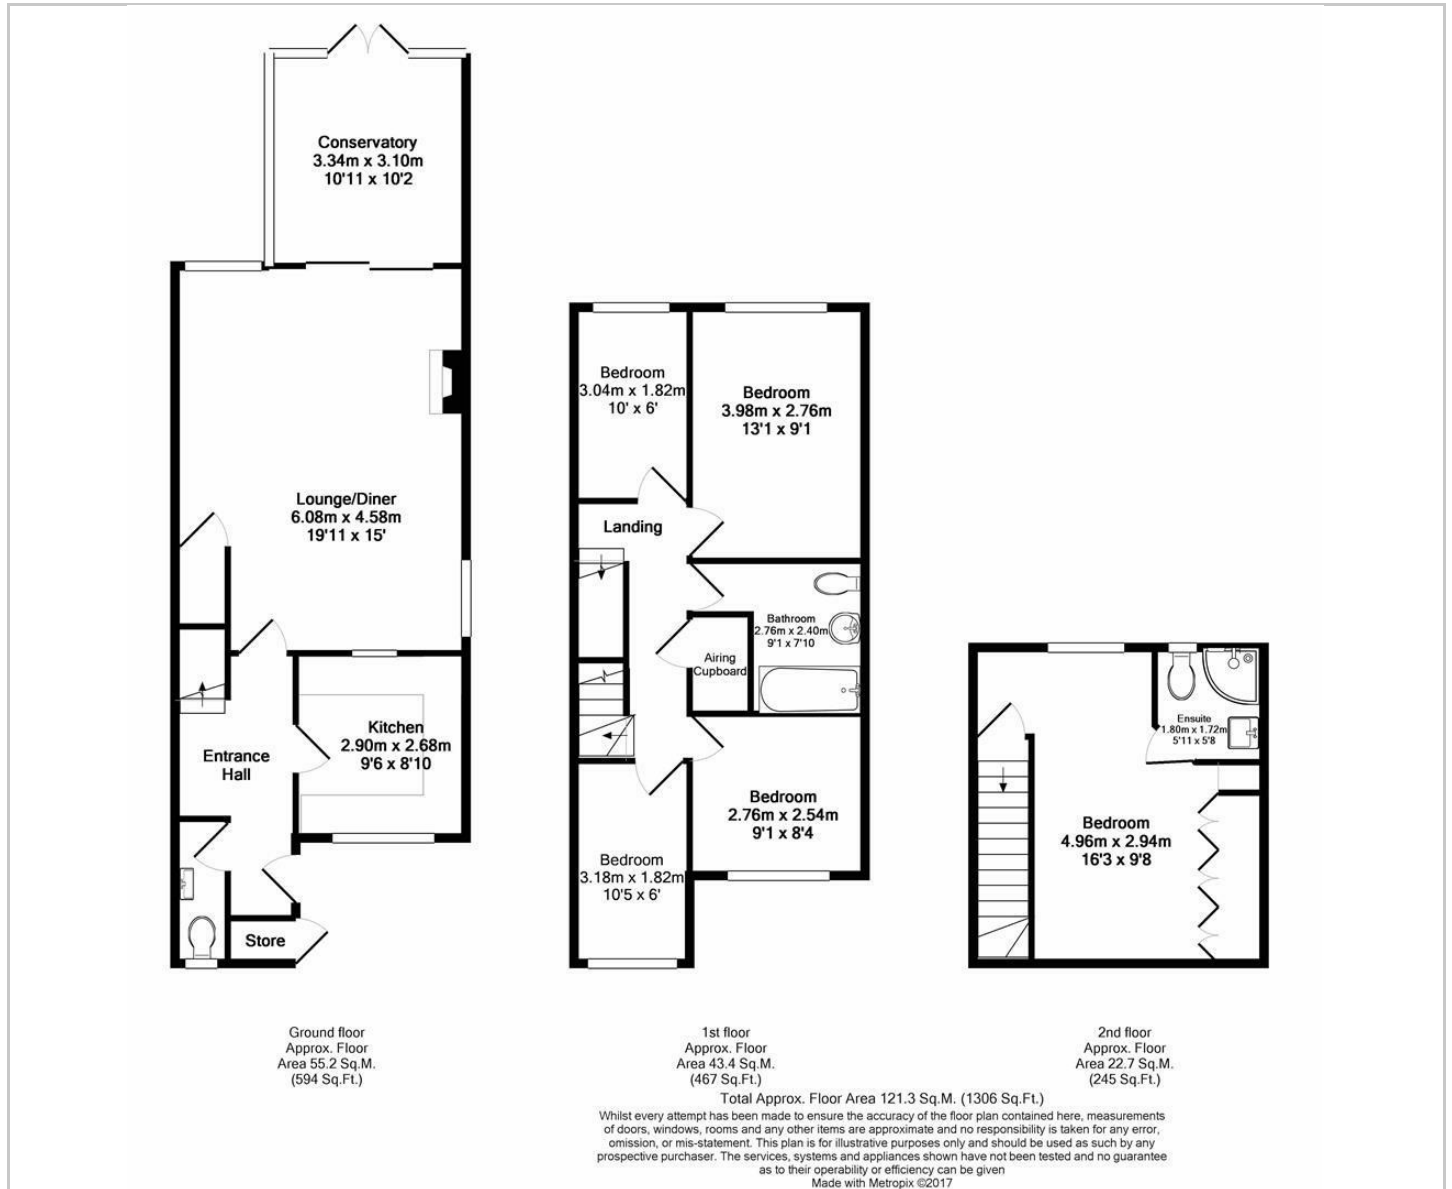 Conservatory
3.34m x 3.10m
10'11 x 10'2
Lounge/Diner
6.08m x 4.58m
19'11 x 15'
Kitchen
2.90m x 2.68m
9'6 x 8'10
Entrance
Hall
Store
Ground floor
Approx. Floor
Area 55.2 Sq.M.
(594 Sq.Ft.)
Bedroom
3.04m x 1.82m
10' x 6'
Bedroom
3.98m x 2.76m
13'1 x 9'1
Landing
Bathroom
2.76m x 2.40m
9'1 x 7'10
Airing
Cupboard
Bedroom
2.76m x 2.54m
9'1 x 8'4
Bedroom
3.18m x 1.82m
10'5 x 6'
1st floor
Approx. Floor
Area 43.4 Sq.M.
(467 Sq.Ft.)
Ensuite
1.80m x 1.72m
5'11 x 5'8
Bedroom
4.96m x 2.94m
16'3 x 9'8
2nd floor
Approx. Floor
Area 22.7 Sq.M.
(245 Sq.Ft.)
Total Approx. Floor Area 121.3 Sq.M. (1306 Sq.Ft.)
Whilst every attempt has been made to ensure the accuracy of the floor plan contained here, measurements
of doors, windows, rooms and any other items are approximate and no responsibility is taken for any error,
omission, or mis-statement. This plan is for illustrative purposes only and should be used as such by any
prospective purchaser. The services, systems and appliances shown have not been tested and no guarantee
as to their operability or efficiency can be given
Made with Metropix ©2017